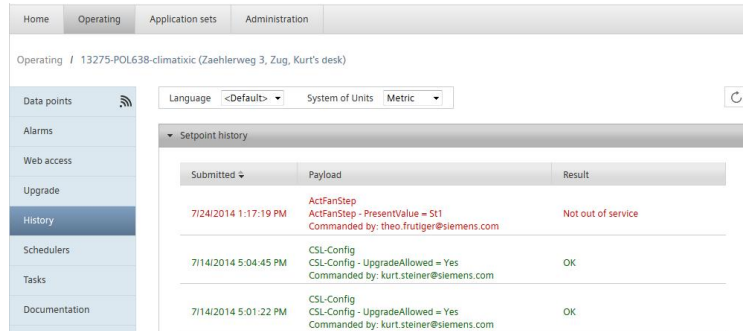 Home Operating Application sets Administration
Operating / 13275-POL638-climatixic (Zaehlerweg 3, Zug, Kurt's desk)
Data points
Alarms
Web access
Upgrade
History
Schedulers
Tasks
Documentation
Language <Default> System of Units Metric
Setpoint history
Submitted Payload Result
7/24/2014 1:17:19 PM
ActFanStep
ActFanStep - PresentValue = St1
Commanded by: theo.frutiger@siemens.com
Not out of service
7/14/2014 5:04:45 PM
CSL-Config
CSL-Config - UpgradeAllowed = Yes
Commanded by: kurt.steiner@siemens.com
OK
7/14/2014 5:01:22 PM
CSL-Config
CSL-Config - UpgradeAllowed = Yes
Commanded by: kurt.steiner@siemens.com
OK